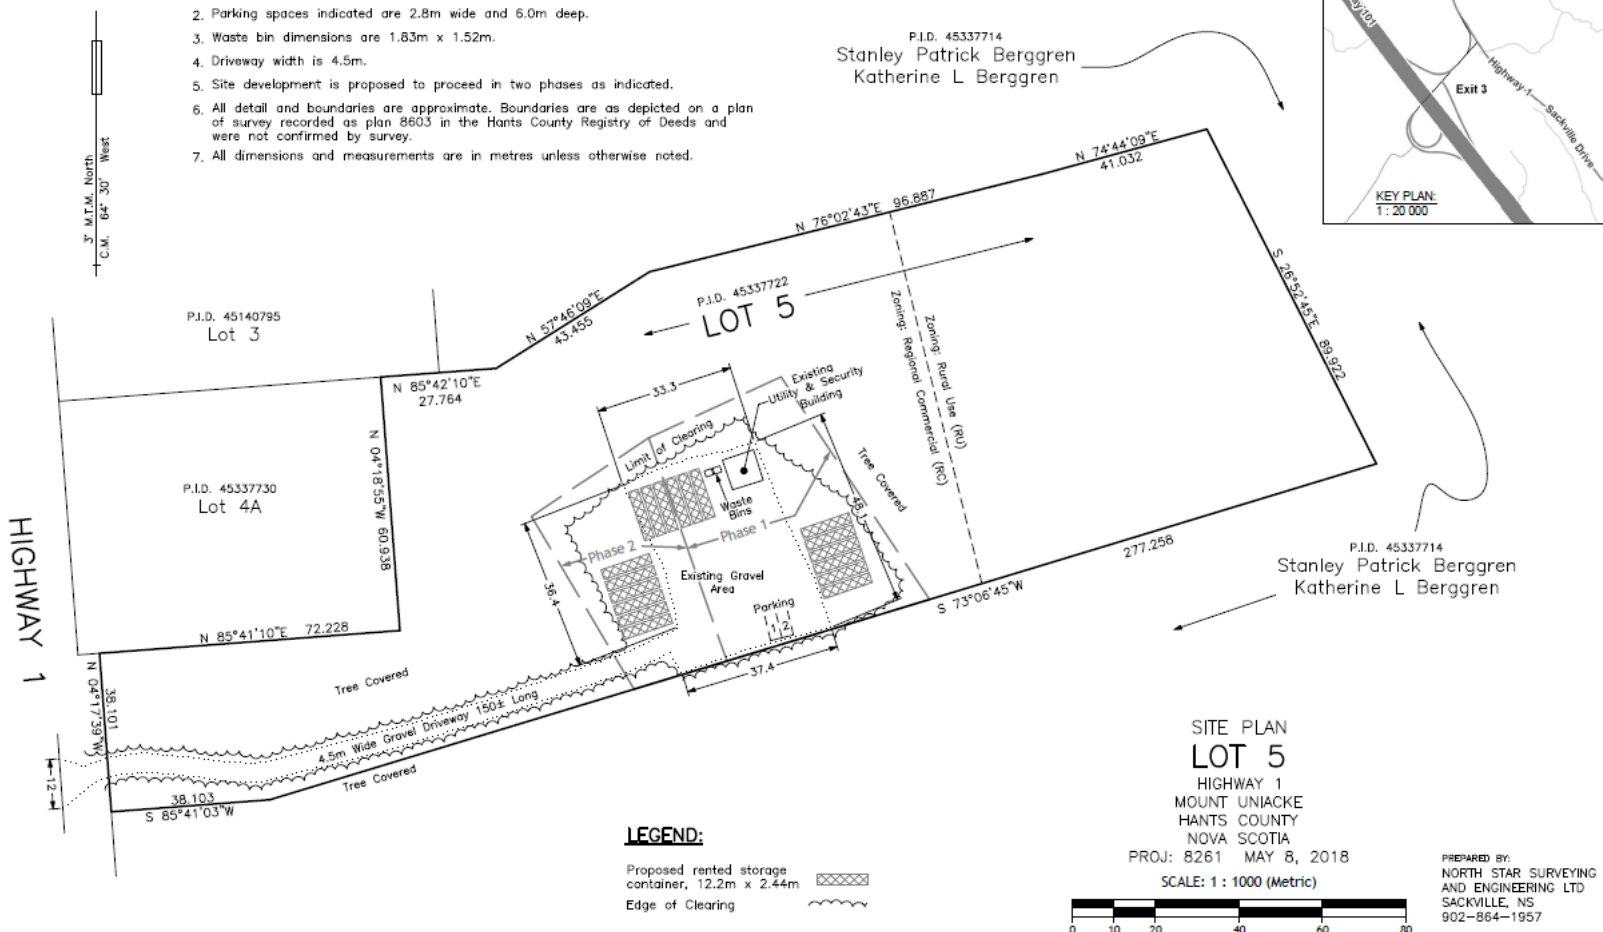 2. Parking spaces indicated are 2.8m wide and 6.0m deep.
3. Waste bin dimensions are 1.83m x 1.52m.
4. Driveway width is 4.5m.
5. Site development is proposed to proceed in two phases as indicated.
6. All detail and boundaries are approximate. Boundaries are as depicted on a plan
of survey recorded as plan 8603 in the Hants County Registry of Deeds and
were not confirmed by survey.
7. All dimensions and measurements are in metres unless otherwise noted.
3° M.T.M. North
C.M. 64° 30' West
P.I.D. 45337714
Stanley Patrick Berggren
Katherine L Berggren
101
Exit 3
Highway-1
Sackville Drive
KEY PLAN:
1 : 20 000
N 74°44'09"E
41.032
N 76°02'43"E 96.887
S 26°52'45"E 89.922
P.I.D. 45337722
LOT 5
N 57°46'09"E
43.455
P.I.D. 45140795
Lot 3
N 85°42'10"E
27.764
Zoning: Rural Use (RU)
Zoning: Regional Commercial (RC)
33.3
Existing
Utility & Security
Building
Limit of Clearing
Tree Covered
48.1
N 04°18'55"W 60.938
P.I.D. 45337730
Lot 4A
Waste
Bins
Phase 1
Phase 2
36.4
Existing Gravel
Area
Parking
1 2
277.258
S 73°06'45"W
P.I.D. 45337714
Stanley Patrick Berggren
Katherine L Berggren
HIGHWAY 1
N 85°41'10"E 72.228
N 04°17'39"W
38.101
Tree Covered
37.4
4.5m Wide Gravel Driveway 150± Long
Tree Covered
12
38.103
S 85°41'03"W
SITE PLAN
LOT 5
HIGHWAY 1
MOUNT UNIACKE
HANTS COUNTY
NOVA SCOTIA
PROJ: 8261 MAY 8, 2018
SCALE: 1 : 1000 (Metric)
0 10 20 40 60 80
LEGEND:
Proposed rented storage
container, 12.2m x 2.44m
Edge of Clearing
PREPARED BY:
NORTH STAR SURVEYING
AND ENGINEERING LTD
SACKVILLE, NS
902-864-1957